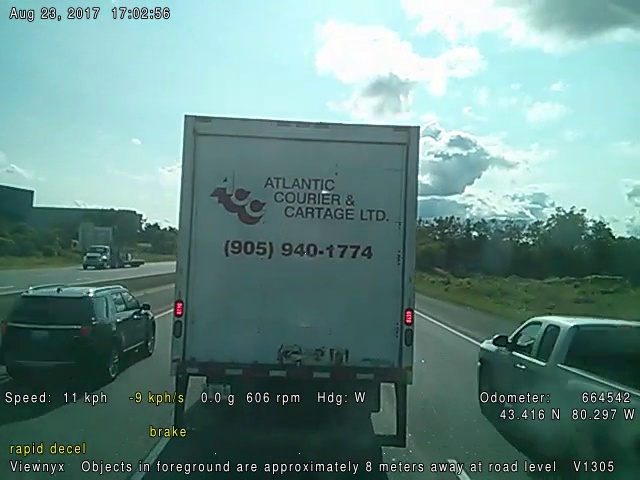 Aug 23, 2017 17:02:56
ATLANTIC
COURIER &
CARTAGE LTD.
(905) 940-1774
Speed: 11 kph -9 kph/s 0.0 g 606 rpm Hdg: W Odometer: 664542
43.416 N 80.297 W
brake
rapid decel
Viewnyx Objects in foreground are approximately 8 meters away at road level V1305